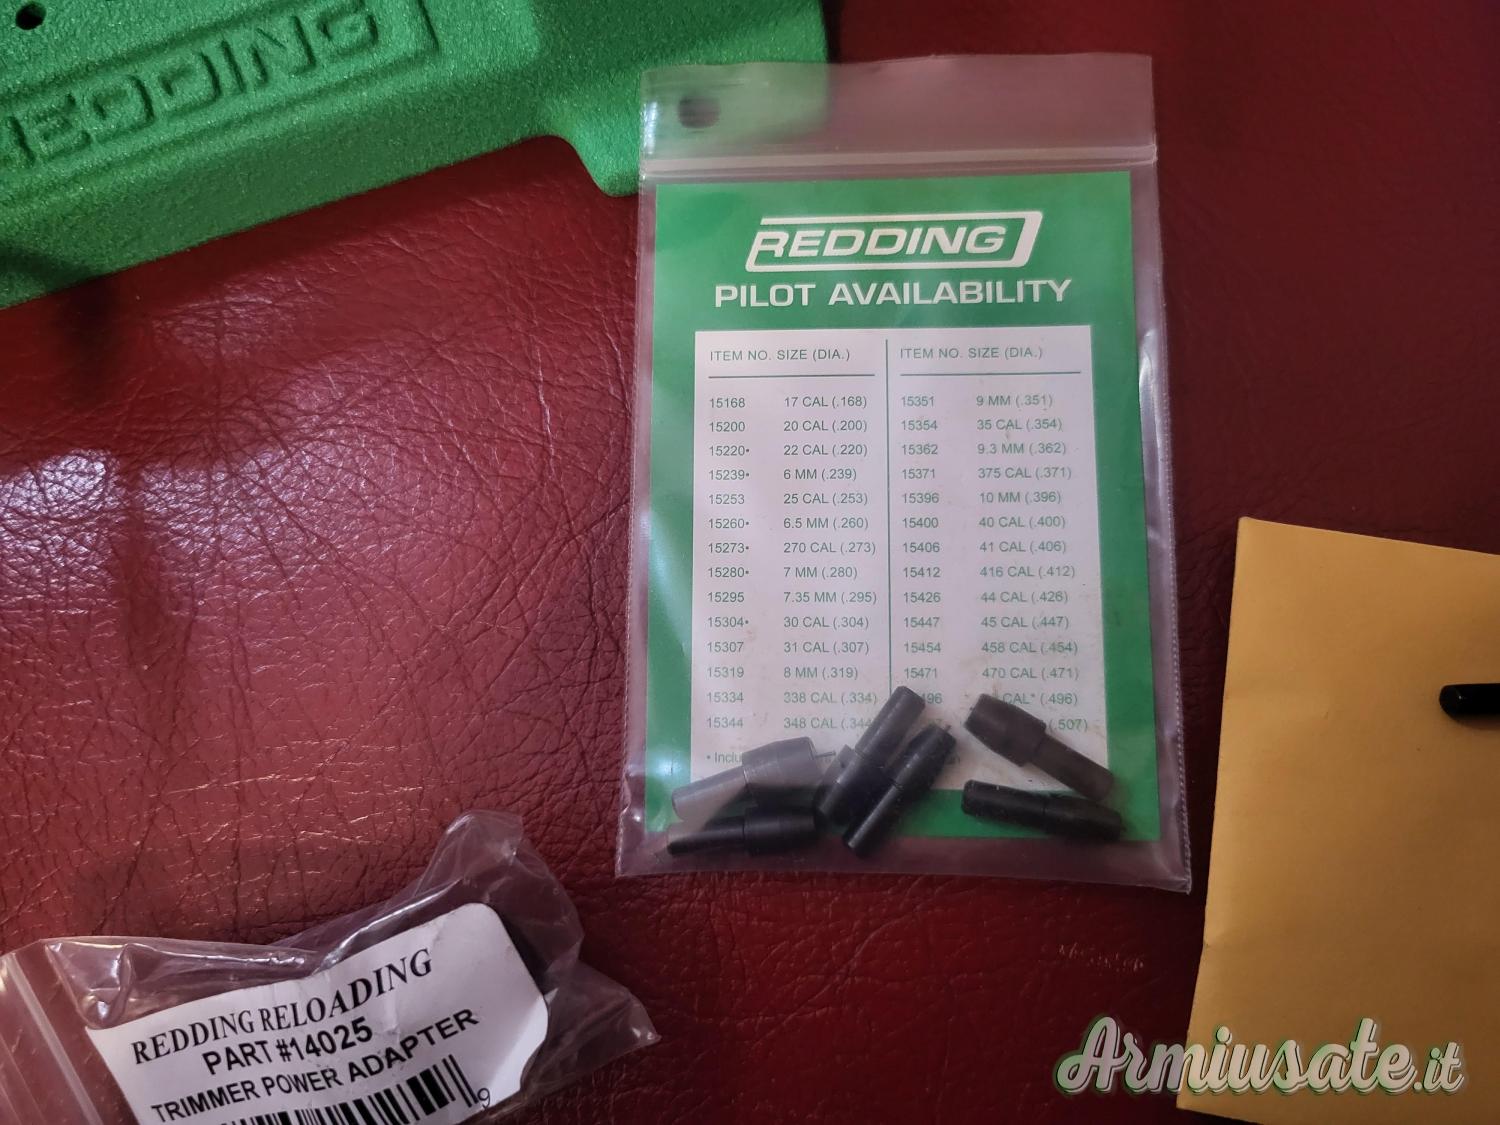 REDDING
REDDING
PILOT AVAILABILITY
ITEM NO. SIZE (DIA.)
15168 17 CAL (.168)
15200 20 CAL (.200)
15220• 22 CAL (.220)
15239• 6 MM (.239)
15253 25 CAL (.253)
15260• 6.5 MM (.260)
15273• 270 CAL (.273)
15280• 7 MM (.280)
15295 7.35 MM (.295)
15304• 30 CAL (.304)
15307 31 CAL (.307)
15319 8 MM (.319)
15334 338 CAL (.334)
15344 348 CAL (.344
ITEM NO. SIZE (DIA.)
15351 9 MM (.351)
15354 35 CAL (.354)
15362 9.3 MM (.362)
15371 375 CAL (.371)
15396 10 MM (.396)
15400 40 CAL (.400)
15406 41 CAL (.406)
15412 416 CAL (.412)
15426 44 CAL (.426)
15447 45 CAL (.447)
15454 458 CAL (.454)
15471 470 CAL (.471)
496 CAL* (.496)
(.507)
REDDING RELOADING
PART #14025
TRIMMER POWER ADAPTER
9
Armiusate.it